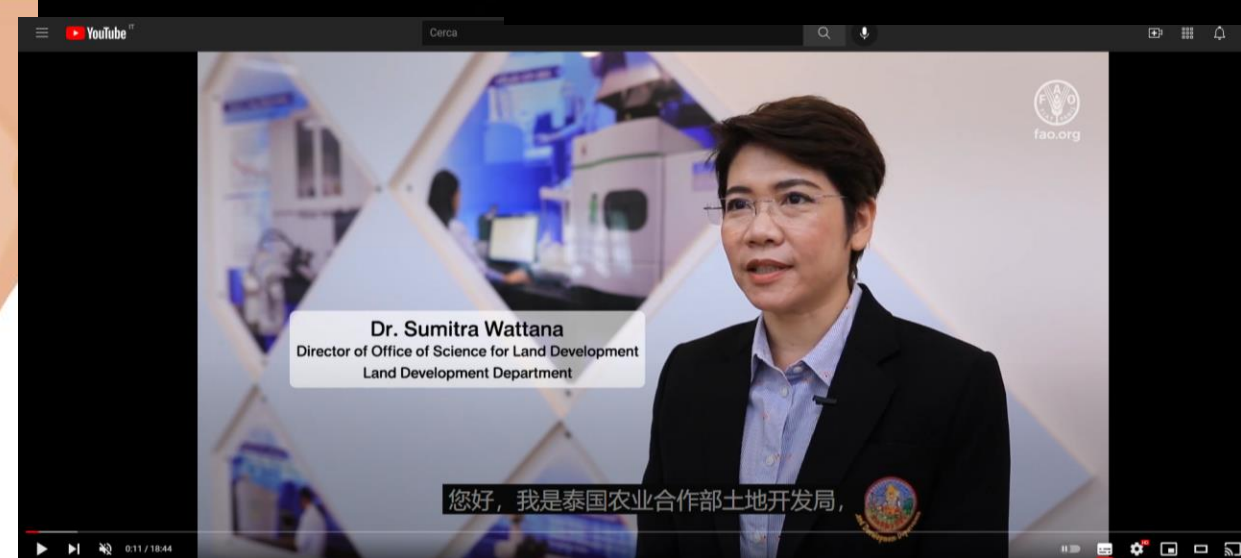 YouTube IT
Cerca
FAO
fao.org
Dr. Sumitra Wattana
Director of Office of Science for Land Development
Land Development Department
您好，我是泰国农业合作部土地开发局，
0:11 / 18:44
HD